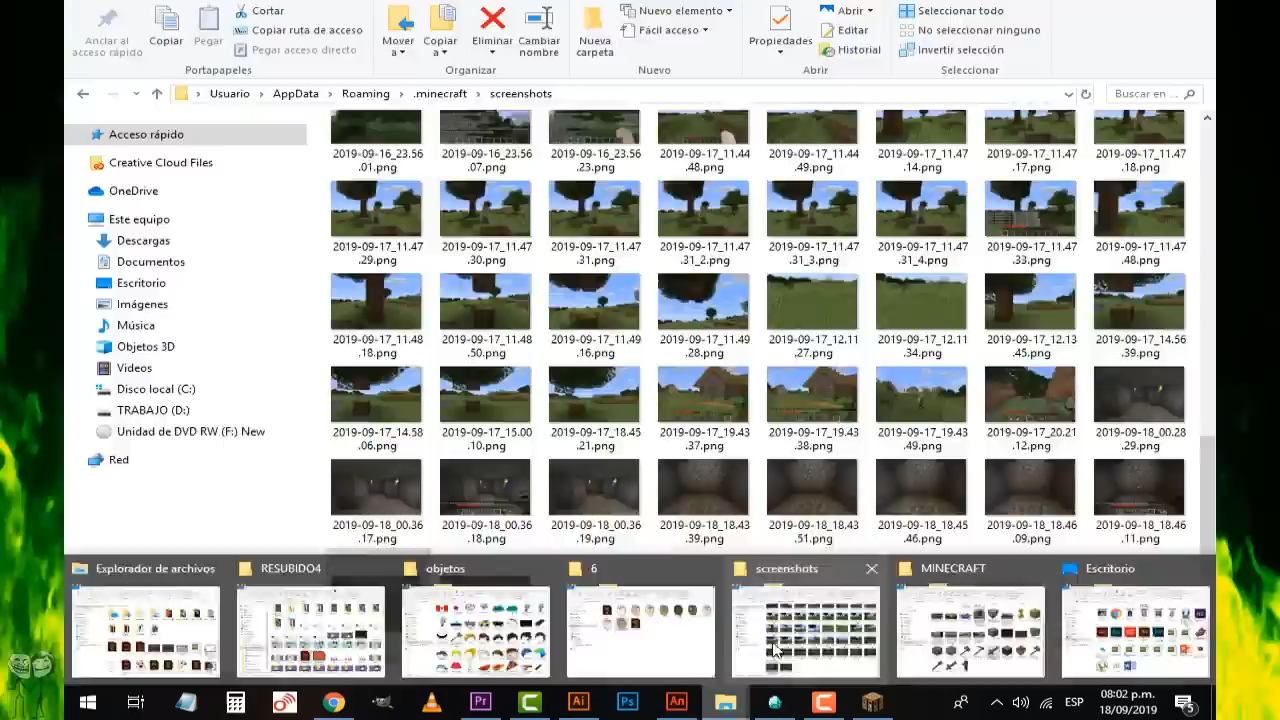 Anclar al
acceso rápido
Copiar
Pegar
Cortar
Copiar ruta de acceso
Pegar acceso directo
Portapapeles
Mover
a
Copiar
a
Eliminar
Cambiar
nombre
Organizar
Nueva
carpeta
Nuevo elemento
Fácil acceso
Nuevo
Propiedades
Abrir
Editar
Historial
Abrir
Seleccionar todo
No seleccionar ninguno
Invertir selección
Seleccionar
Usuario > AppData > Roaming > .minecraft > screenshots
Buscar en ...
Acceso rápido
Creative Cloud Files
OneDrive
Este equipo
Descargas
Documentos
Escritorio
Imágenes
Música
Objetos 3D
Videos
Disco local (C:)
TRABAJO (D:)
Unidad de DVD RW (F:) New
Red
2019-09-16_23.56 2019-09-16_23.56 2019-09-16_23.56 2019-09-17_11.44 2019-09-17_11.44 2019-09-17_11.47 2019-09-17_11.47 2019-09-17_11.47
.01.png .07.png .23.png .48.png .49.png .14.png .17.png .18.png
2019-09-17_11.47 2019-09-17_11.47 2019-09-17_11.47 2019-09-17_11.47 2019-09-17_11.47 2019-09-17_11.47 2019-09-17_11.47 2019-09-17_11.47
.29.png .30.png .31.png .31_2.png .31_3.png .31_4.png .33.png .48.png
2019-09-17_11.48 2019-09-17_11.48 2019-09-17_11.49 2019-09-17_11.49 2019-09-17_12.11 2019-09-17_12.11 2019-09-17_12.13 2019-09-17_14.56
.18.png .50.png .16.png .28.png .27.png .34.png .45.png .39.png
2019-09-17_14.58 2019-09-17_15.00 2019-09-17_18.45 2019-09-17_19.43 2019-09-17_19.43 2019-09-17_19.43 2019-09-17_20.21 2019-09-18_00.28
.06.png .10.png .21.png .37.png .38.png .49.png .12.png .29.png
2019-09-18_00.36 2019-09-18_00.36 2019-09-18_00.36 2019-09-18_18.43 2019-09-18_18.43 2019-09-18_18.45 2019-09-18_18.46 2019-09-18_18.46
.17.png .18.png .19.png .39.png .51.png .46.png .09.png .11.png
Explorador de archivos
RESUBIDO4
objetos
6
screenshots
MINECRAFT
Escritorio
Pr
C
Ai
Ps
An
C
ESP
08:02 p.m.
18/09/2019
5